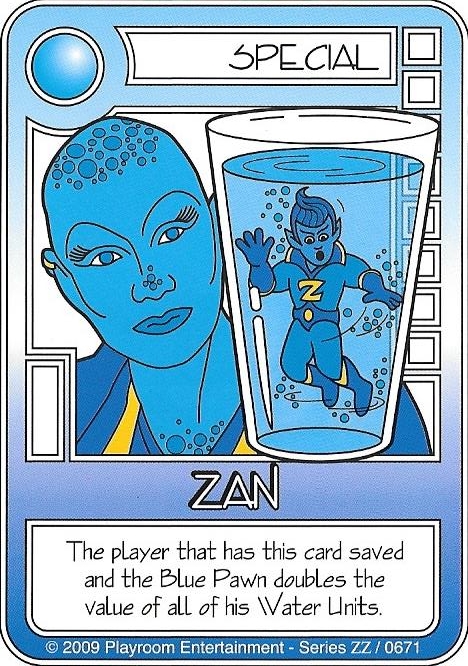 SPECIAL
Z
ZAN
The player that has this card saved
and the Blue Pawn doubles the
value of all of his Water Units.
© 2009 Playroom Entertainment - Series ZZ / 0671